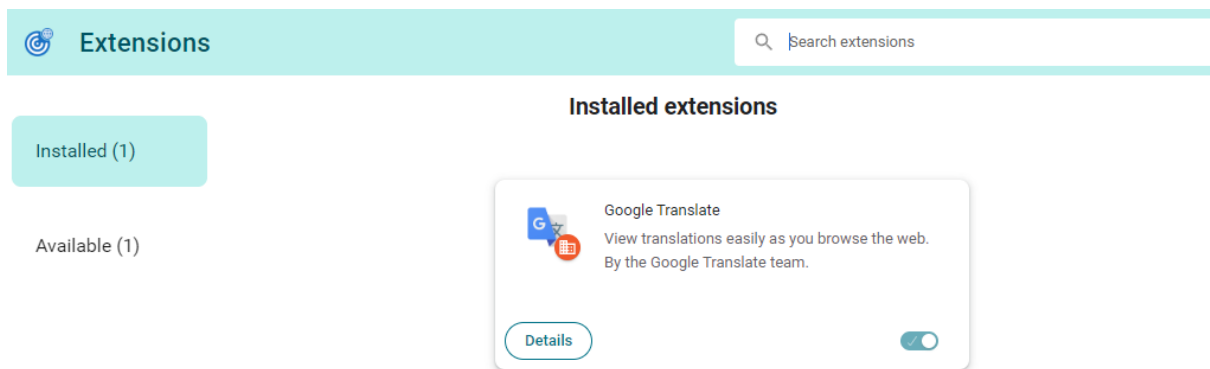 Extensions
Search extensions
Installed extensions
Installed (1)
Google Translate
View translations easily as you browse the web.
By the Google Translate team.
Available (1)
Details